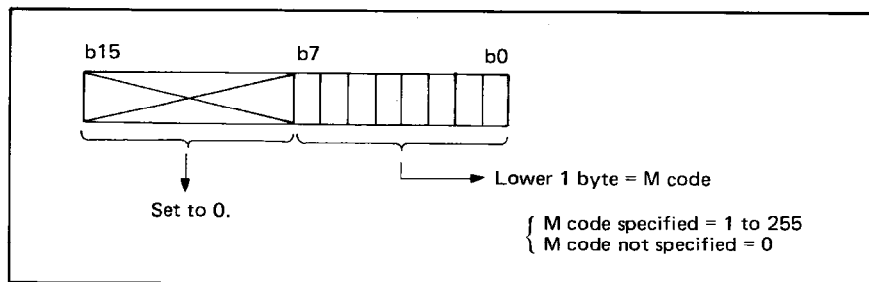 b15 b7 b0
Lower 1 byte = M code
Set to 0.
M code specified = 1 to 255
M code not specified = 0